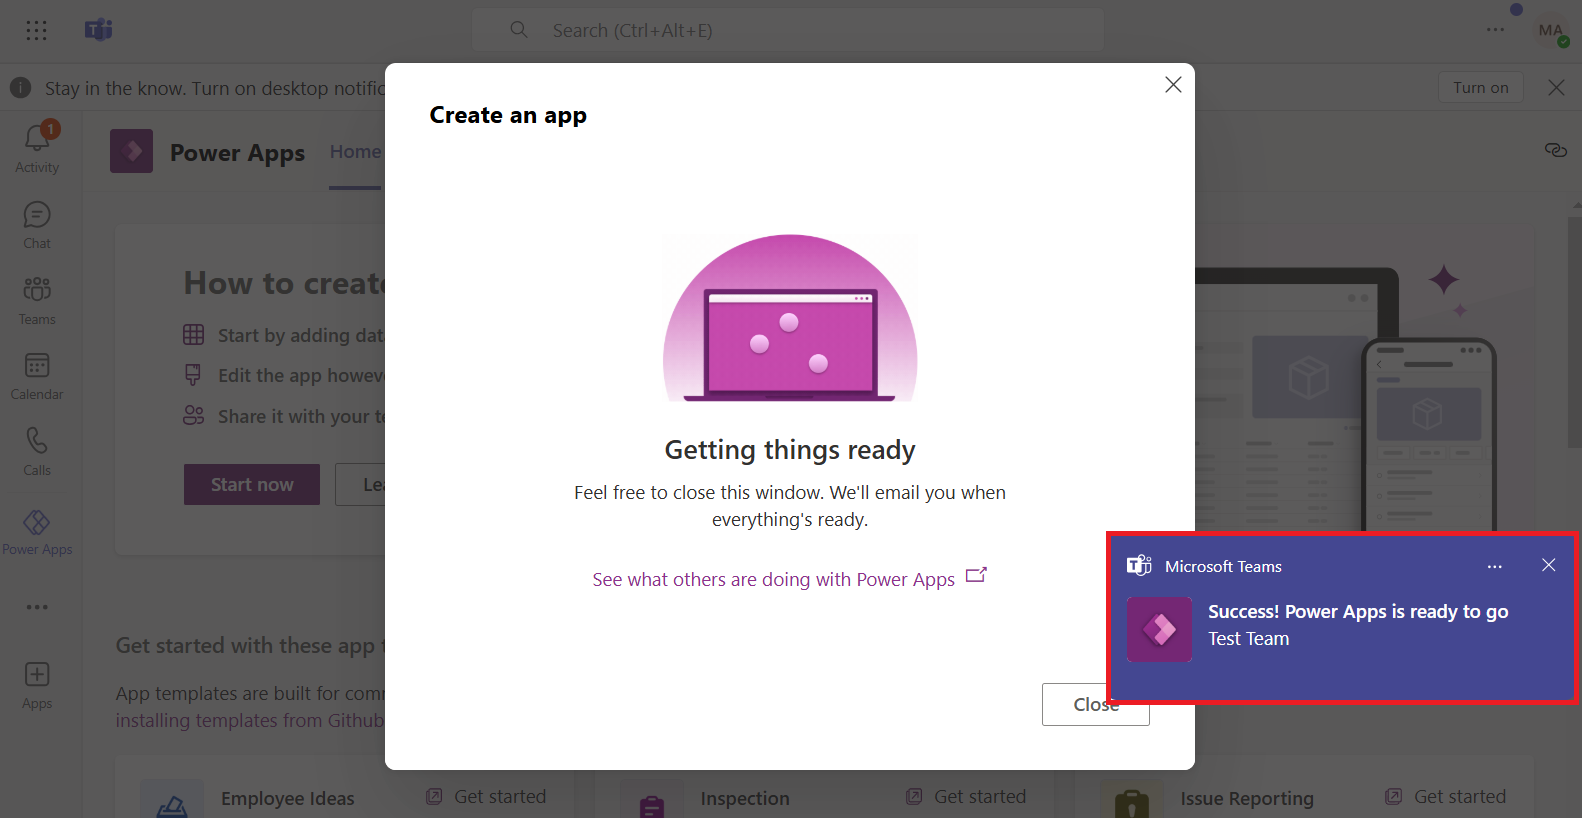 Search (Ctrl+Alt+E)
MA
Stay in the know. Turn on desktop notific
Turn on
1
Activity
Chat
Teams
Calendar
Calls
Power Apps
Apps
Power Apps
Home
How to create
Start by adding dat
Edit the app howev
Share it with your te
Start now
Lea
Get started with these app t
App templates are built for com
installing templates from Github
Employee Ideas
Get started
Inspection
Get started
Issue Reporting
Get started
Create an app
Getting things ready
Feel free to close this window. We'll email you when
everything's ready.
See what others are doing with Power Apps
Close
Microsoft Teams
Success! Power Apps is ready to go
Test Team